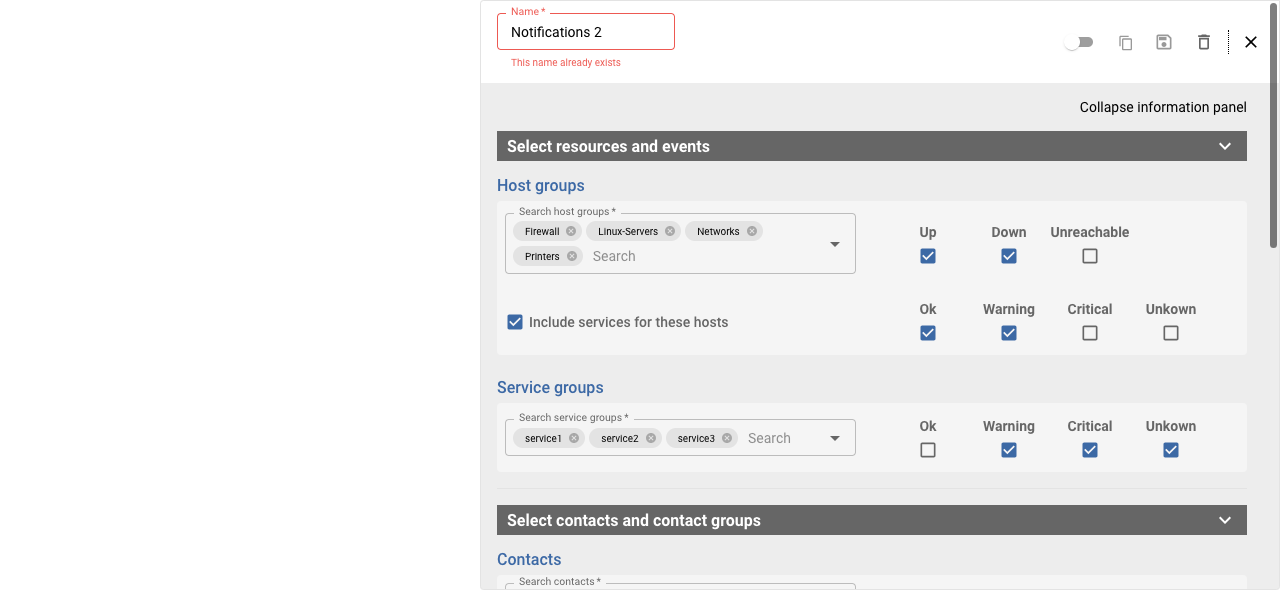 Name *
Notifications 2
This name already exists
Collapse information panel
Select resources and events
Host groups
Search host groups *
Firewall Linux-Servers Networks
Printers Search
Up Down Unreachable
Include services for these hosts
Ok Warning Critical Unkown
Service groups
Search service groups *
service1 service2 service3 Search
Ok Warning Critical Unkown
Select contacts and contact groups
Contacts
Search contacts *